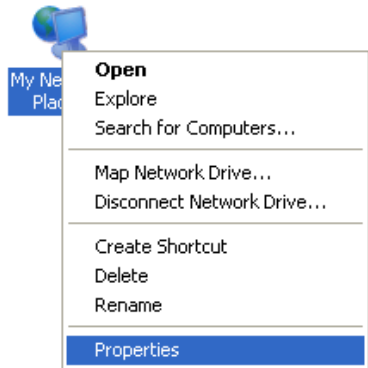 My Ne
Plac
Open
Explore
Search for Computers...
Map Network Drive...
Disconnect Network Drive...
Create Shortcut
Delete
Rename
Properties